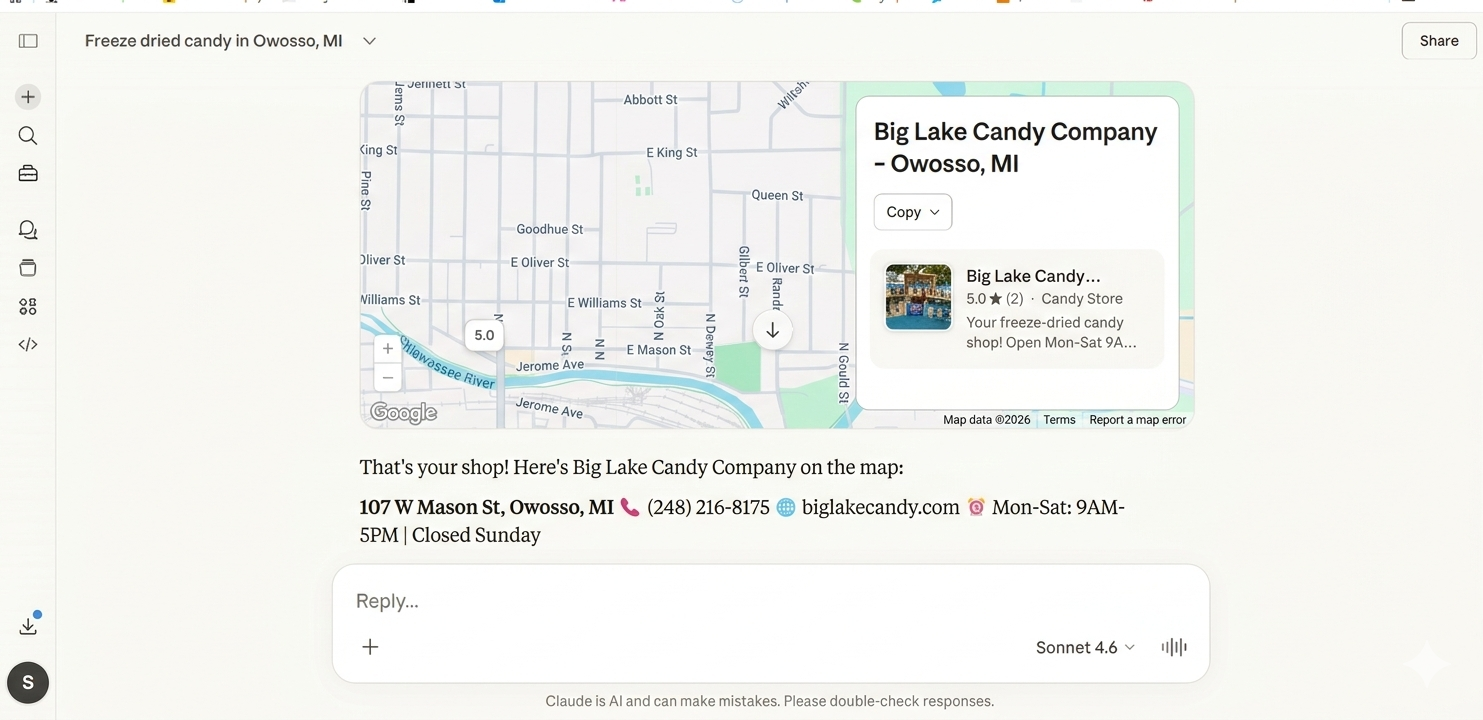 Freeze dried candy in Owosso, MI
Share
Jennett St
Abbott St
King St
E King St
Pine St
Queen St
Goodhue St
Oliver St
E Oliver St
Gilbert St
E Oliver St
Williams St
E Williams St
N Oak St
5.0
N
N
N
E Mason St
N Dewey St
N Gould St
Shiawassee River
Jerome Ave
Jerome Ave
+
−
Google
Big Lake Candy Company
– Owosso, MI
Copy
Big Lake Candy...
5.0 ★ (2) · Candy Store
Your freeze-dried candy
shop! Open Mon-Sat 9A...
Map data ©2026 Terms Report a map error
That's your shop! Here's Big Lake Candy Company on the map:
107 W Mason St, Owosso, MI 📞 (248) 216-8175 🌐 biglakecandy.com ⏰ Mon-Sat: 9AM-
5PM | Closed Sunday
Reply...
Sonnet 4.6
S
Claude is AI and can make mistakes. Please double-check responses.